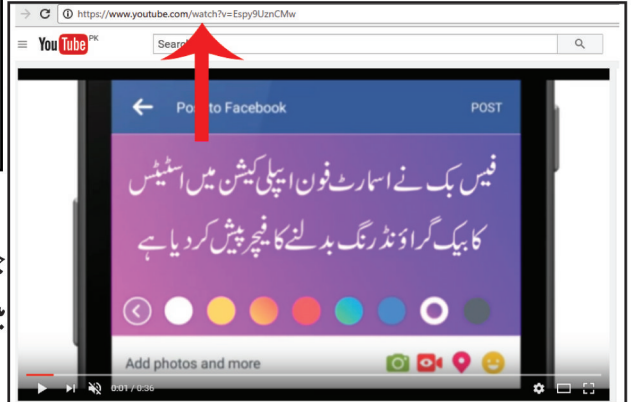 https://www.youtube.com/watch?v=Espy9UznCMw
YouTube PK
Sear
Po to Facebook POST
فیس بک نے اسمارٹ فون ایپلی کیشن میں اسٹیٹس
کا بیک گراؤنڈ رنگ بدلنے کا فیچر پیش کر دیا ہے
Add photos and more
0:01 / 0:36